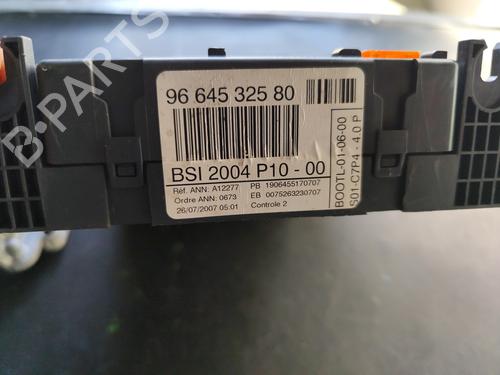 B-PARTS
96 645 325 80
BSI 2004 P10 - 00
Réf. ANN: A12277 PB 1906455170707
Ordre ANN: 0673 EB 0075263230707
26/07/2007 05:01 Controle 2
BOOTL-01-06-00
S01-C7P4 - 4.0 P